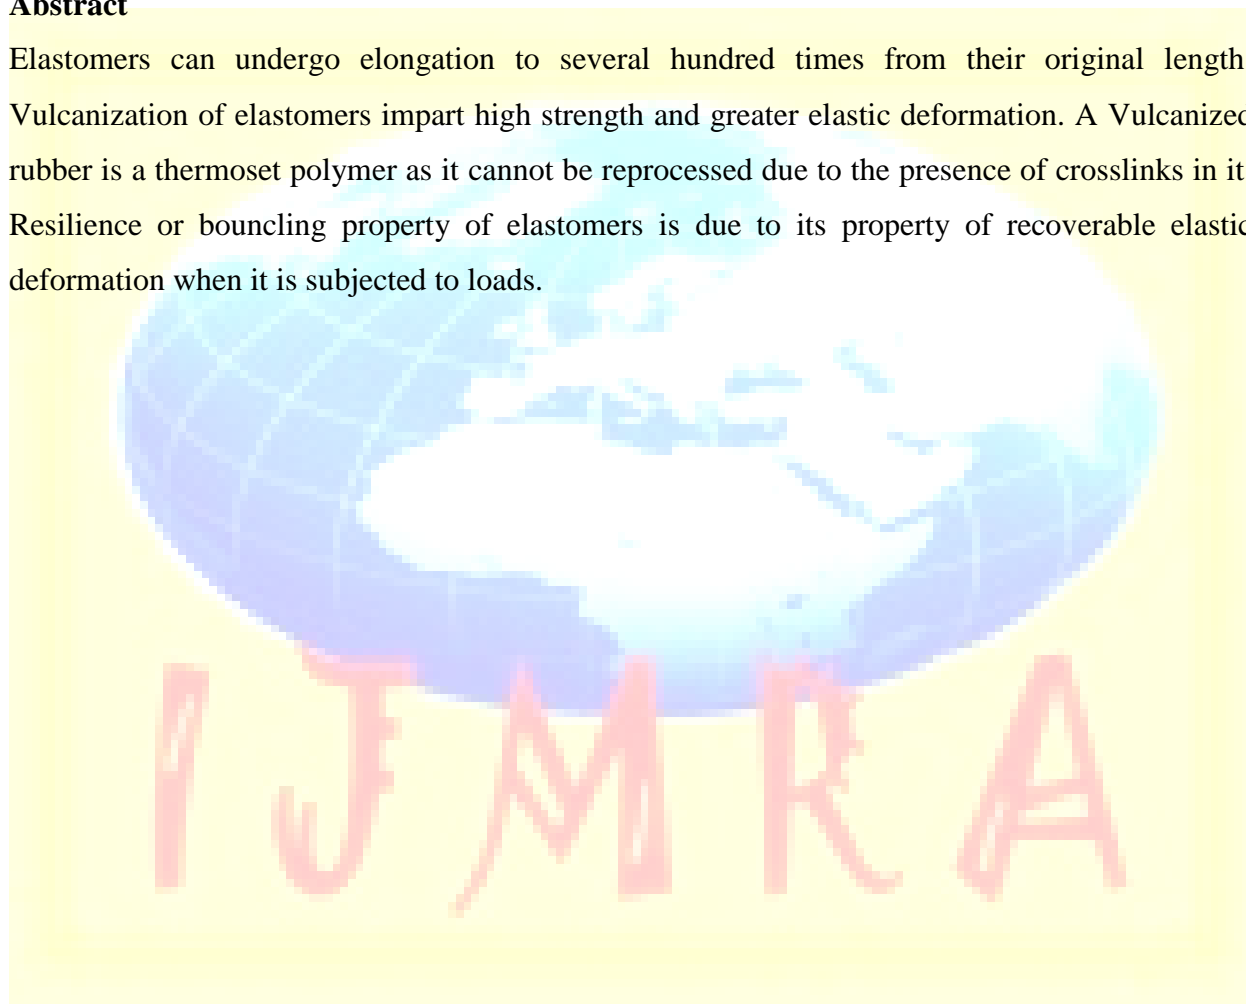 Abstract
Elastomers can undergo elongation to several hundred times from their original length
Vulcanization of elastomers impart high strength and greater elastic deformation. A Vulcanized
rubber is a thermoset polymer as it cannot be reprocessed due to the presence of crosslinks in it
Resilience or bouncling property of elastomers is due to its property of recoverable elastic
deformation when it is subjected to loads.
IJMRA